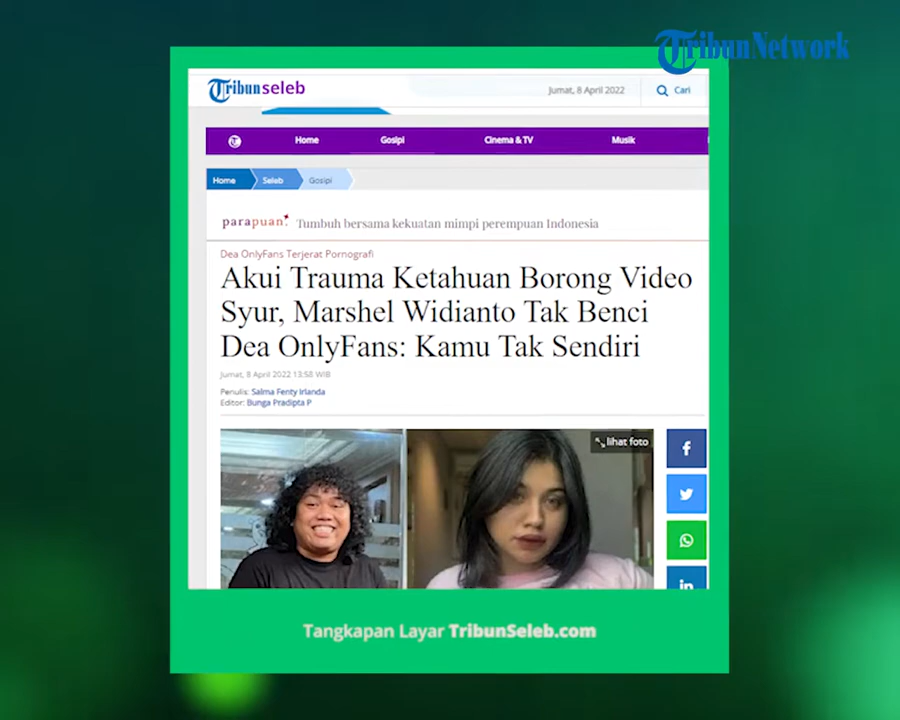 TribunNetwork
Tribunseleb
Jumat, 8 April 2022
Cari
Home Gosipi Cinema & TV Musik
Home Seleb Gosipi
parapuan. Tumbuh bersama kekuatan mimpi perempuan Indonesia
Dea OnlyFans Terjerat Pornografi
Akui Trauma Ketahuan Borong Video
Syur, Marshel Widianto Tak Benci
Dea OnlyFans: Kamu Tak Sendiri
Jumat, 8 April 2022 13:58 WIB
Penulis: Salma Fenty Irlanda
Editor: Bunga Pradipta P
lihat foto
Tangkapan Layar TribunSeleb.com